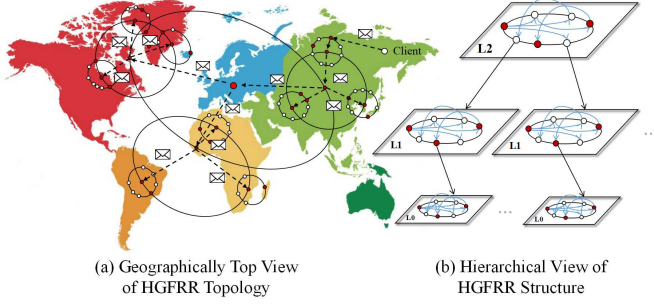 Client
L2
L1
L1
...
L0
...
L0
(a) Geographically Top View
of HGFRR Topology
(b) Hierarchical View of
HGFRR Structure